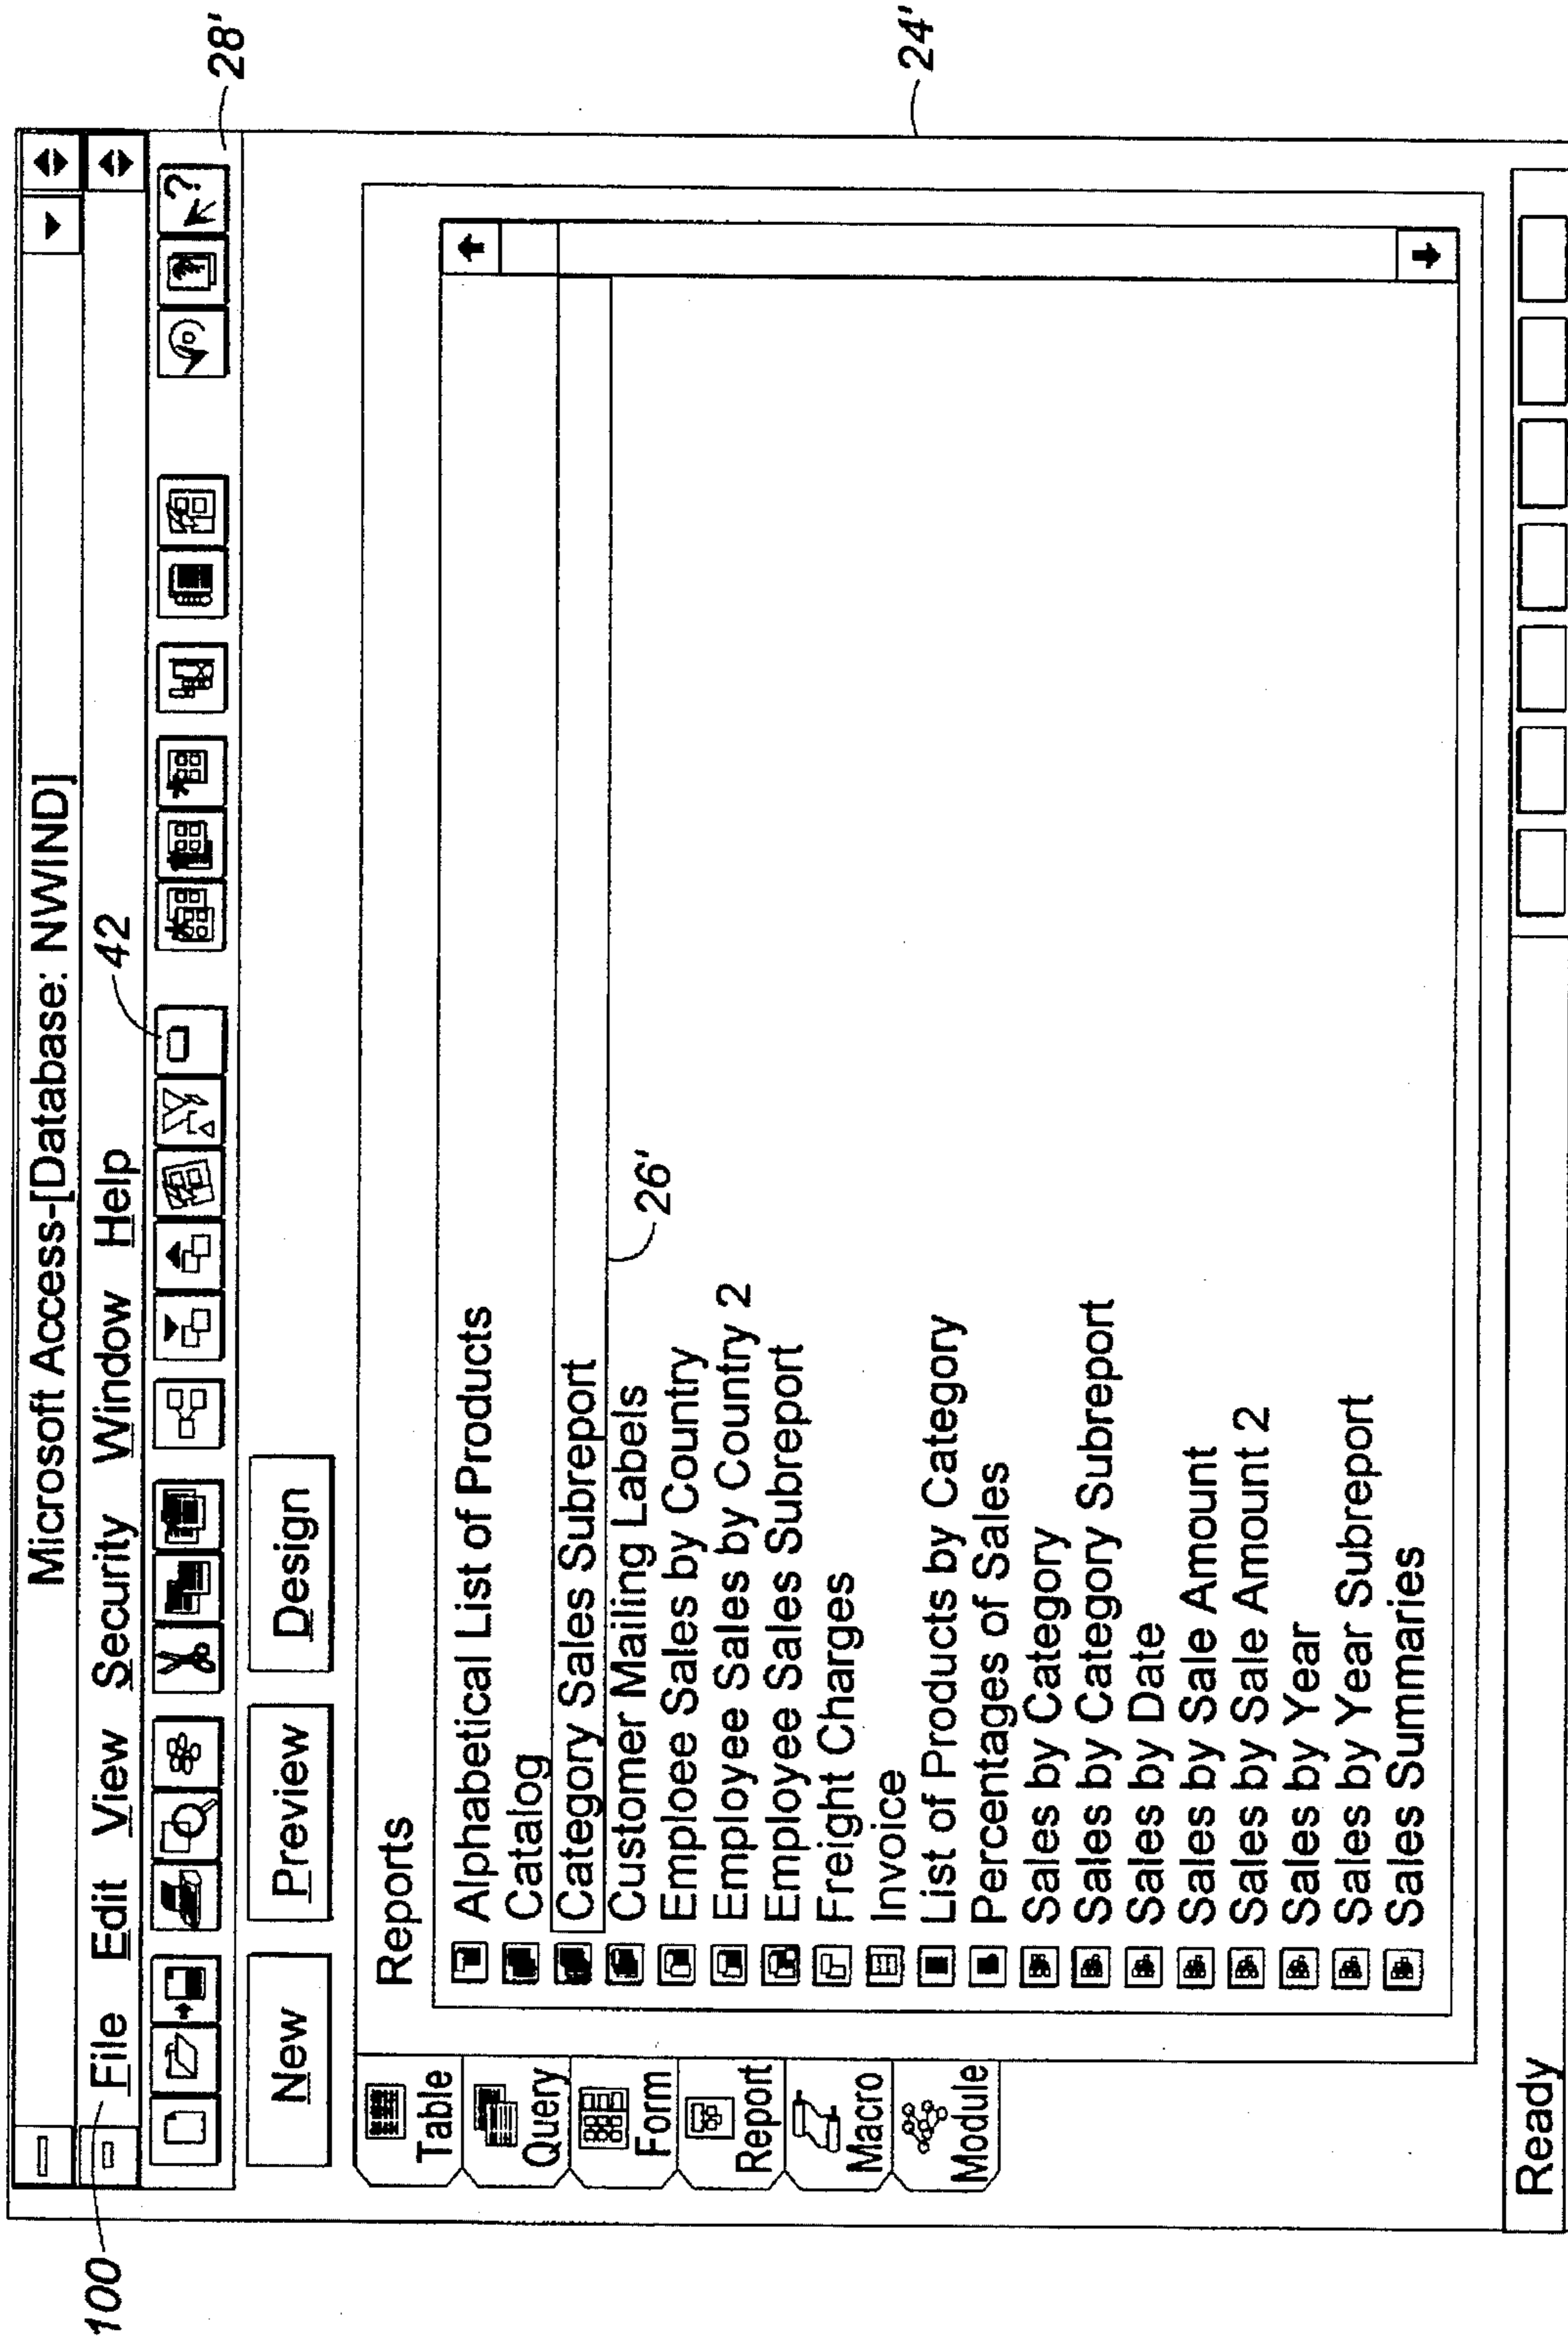 Microsoft Access-[Database: NWIND]
100
File Edit View Security Window Help
42
28'
New Preview Design
Table
Query
Form
Report
Macro
Module
Reports
Alphabetical List of Products
Catalog
Category Sales Subreport
26'
Customer Mailing Labels
Emploee Sales by Country
Employee Sales by Country 2
Employee Sales Subreport
Freight Charges
Invoice
List of Products by Category
Percentages of Sales
Sales by Category
Sales by Category Subreport
Sales by Date
Sales by Sale Amount
Sales by Sale Amount 2
Sales by Year
Sales by Year Subreport
Sales Summaries
24'
Ready